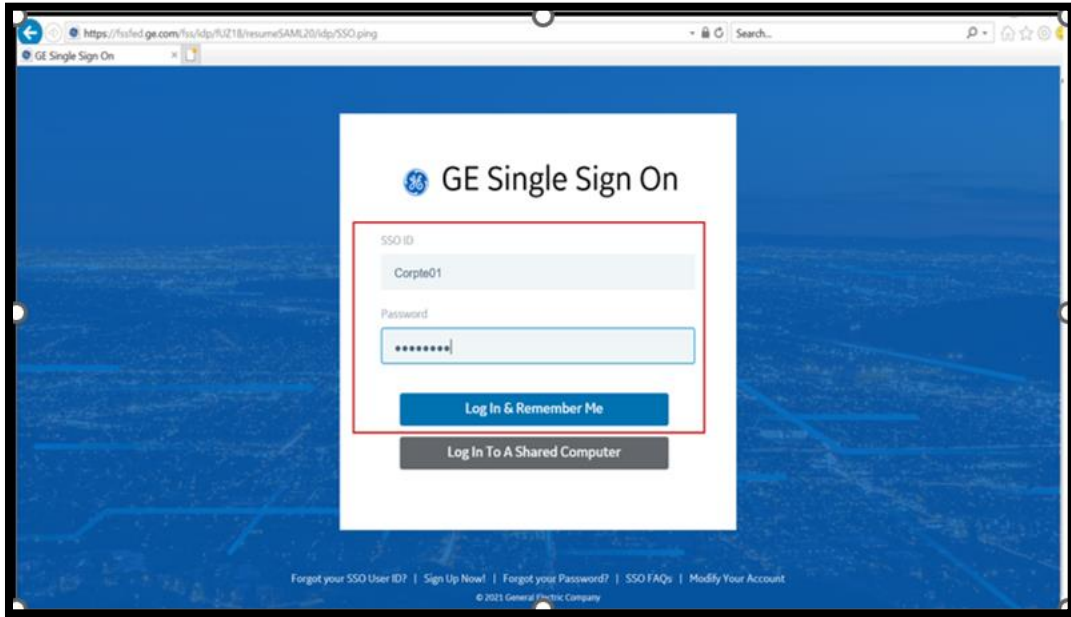 https://fssfed.ge.com/fss/idp/fUZ18/resumeSAML20/idp/SSO.ping
Search...
GE Single Sign On
GE Single Sign On
SSO ID
Corpte01
Password
Log In & Remember Me
Log In To A Shared Computer
Forgot your SSO User ID? | Sign Up Now! | Forgot your Password? | SSO FAQs | Modify Your Account
© 2021 General Electric Company